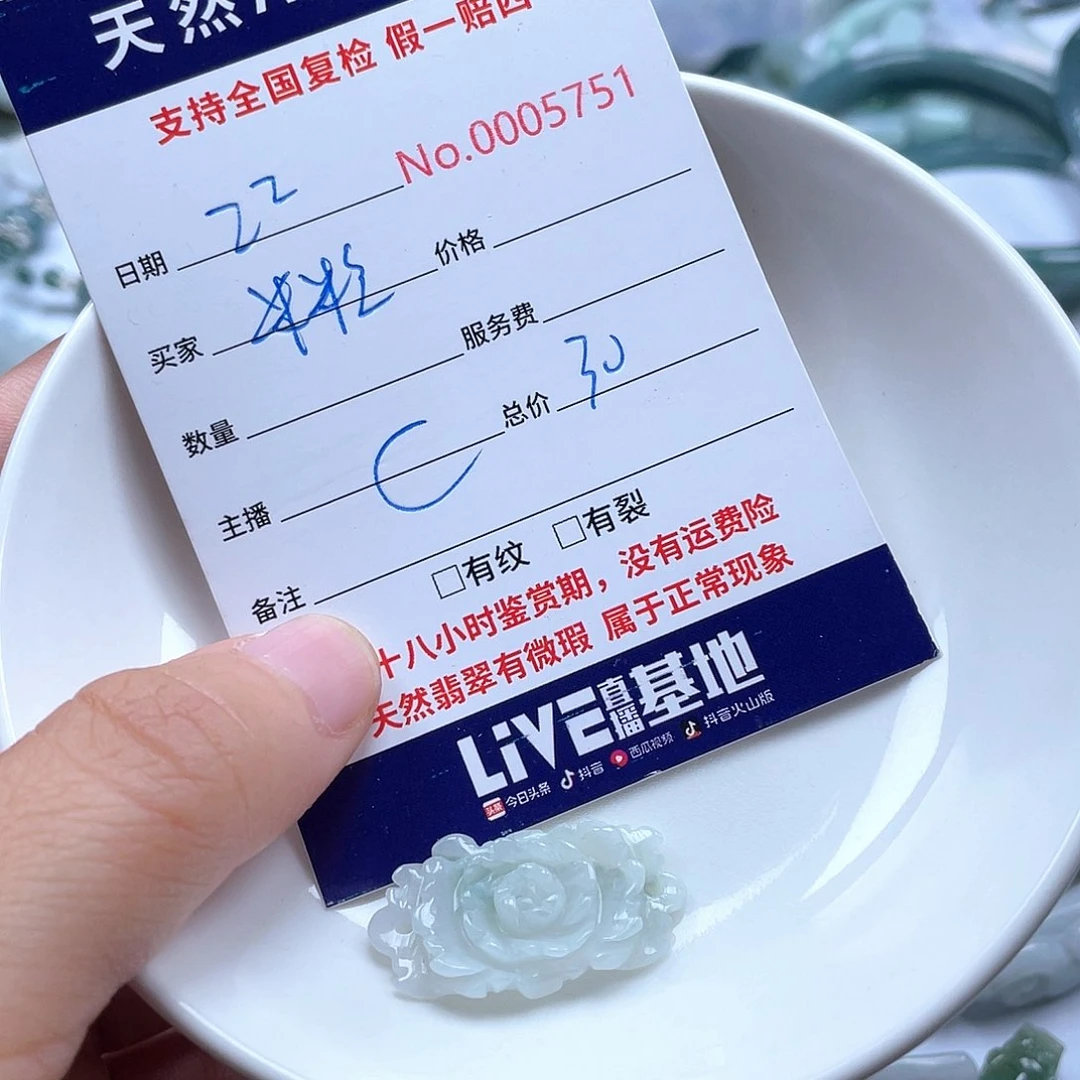 天然
支持全国复检 假一赔四
No.0005751
日期 22
买家 米粒 价格
数量 服务费
主播 C 总价 30
备注
□有纹 □有裂
十八小时鉴赏期，没有运费险
天然翡翠有微瑕 属于正常现象
LiVE直播基地
头条 今日头条 抖音 西瓜视频 抖音火山版